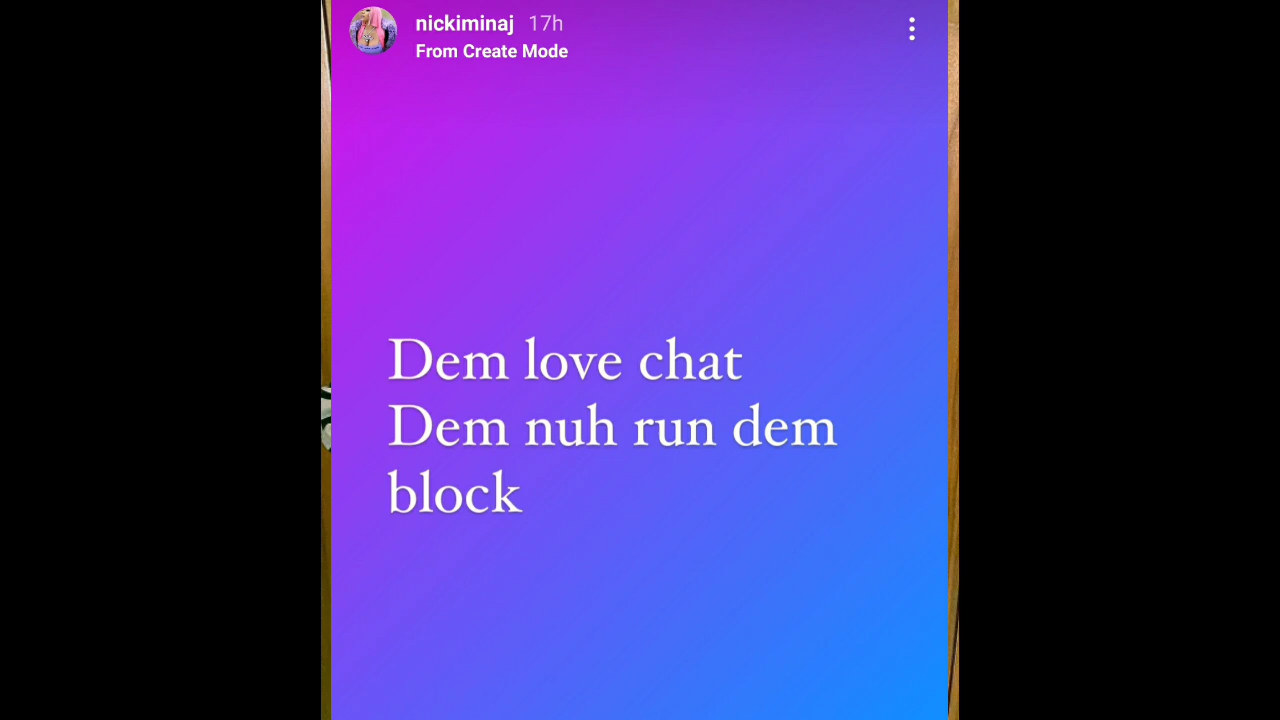 nickiminaj 17h
From Create Mode
Dem love chat
Dem nuh run dem
block